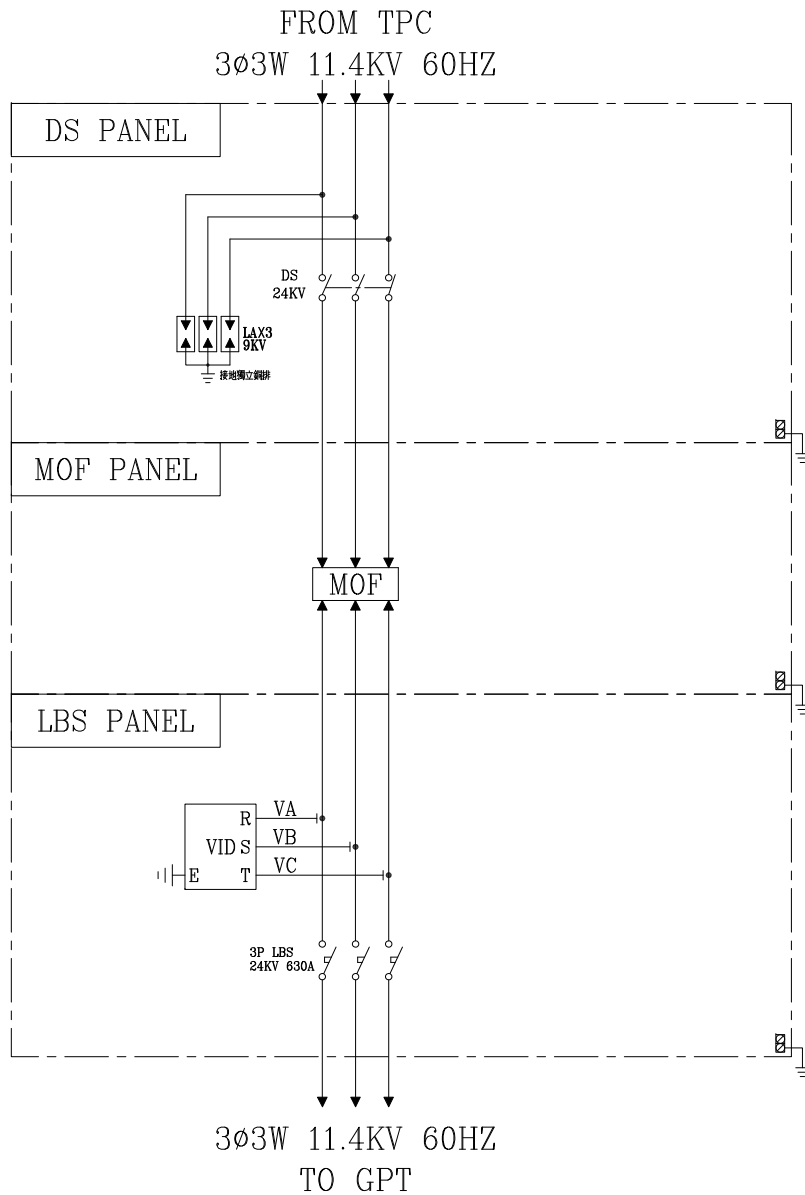 FROM TPC
3ø3W 11.4KV 60HZ
DS PANEL
DS
24KV
LAX3
9KV
接地獨立銅排
MOF PANEL
MOF
LBS PANEL
R VA
VID S VB
E T VC
3P LBS
24KV 630A
3ø3W 11.4KV 60HZ
TO GPT